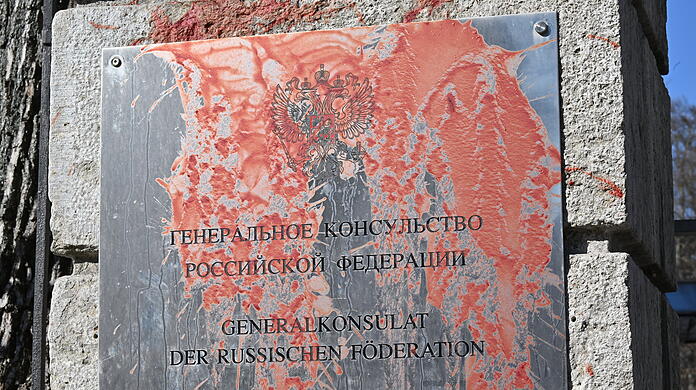 ГЕНЕРАЛЬНОЕ КОНСУЛЬСТВО
РОССИЙСКОЙ ФЕДЕРАЦИИ
GENERALKONSULAT
DER RUSSISCHEN FÖDERATION